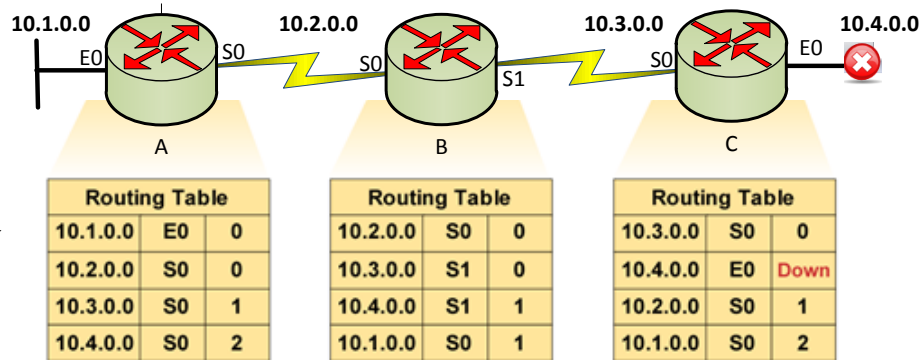 10.1.0.0 10.2.0.0 10.3.0.0 10.4.0.0
E0 S0 S0 S1 S0 E0
A B C
Routing Table
10.1.0.0 E0 0
10.2.0.0 S0 0
10.3.0.0 S0 1
10.4.0.0 S0 2
Routing Table
10.2.0.0 S0 0
10.3.0.0 S1 0
10.4.0.0 S1 1
10.1.0.0 S0 1
Routing Table
10.3.0.0 S0 0
10.4.0.0 E0 Down
10.2.0.0 S0 1
10.1.0.0 S0 2